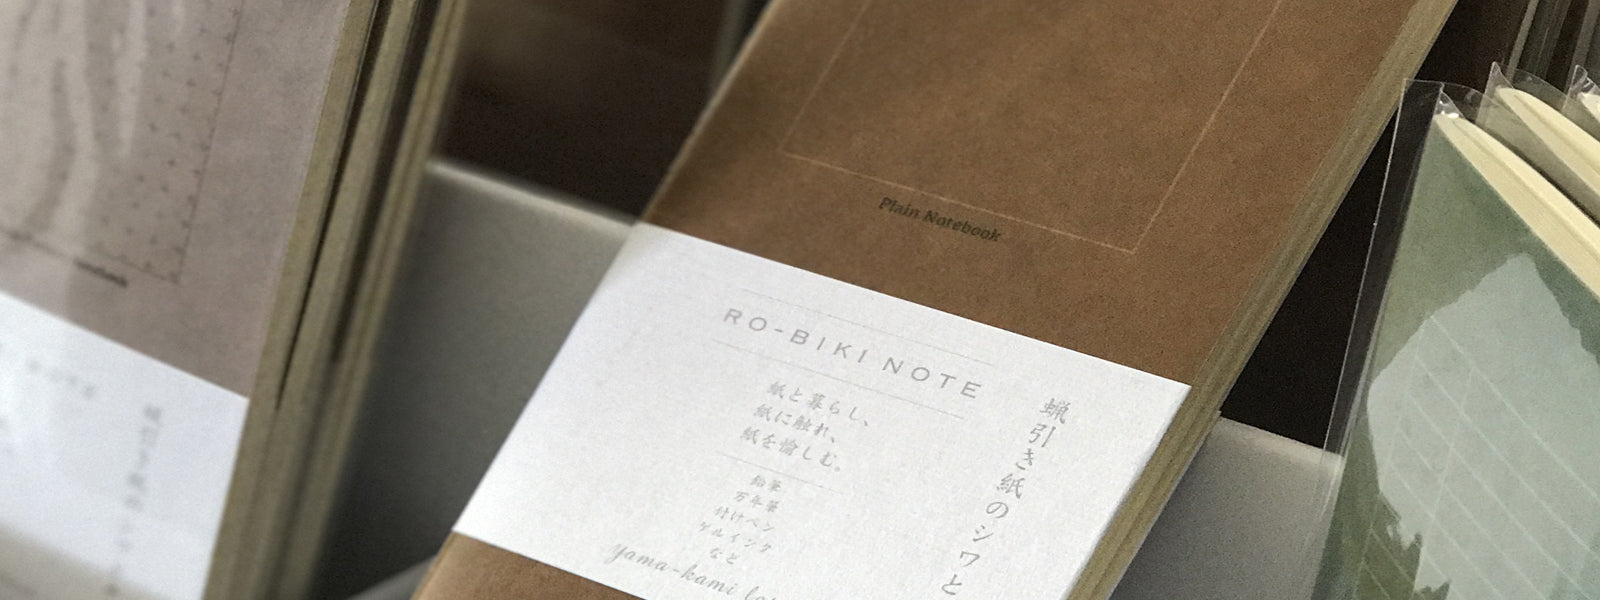 Plain Notebook
RO-BIKI NOTE
紙と暮らし、
紙に触れ、
紙を愉しむ。
鉛筆
万年筆
付けペン
ゲルインク
など
yama-kami
蝋引き紙のシワと